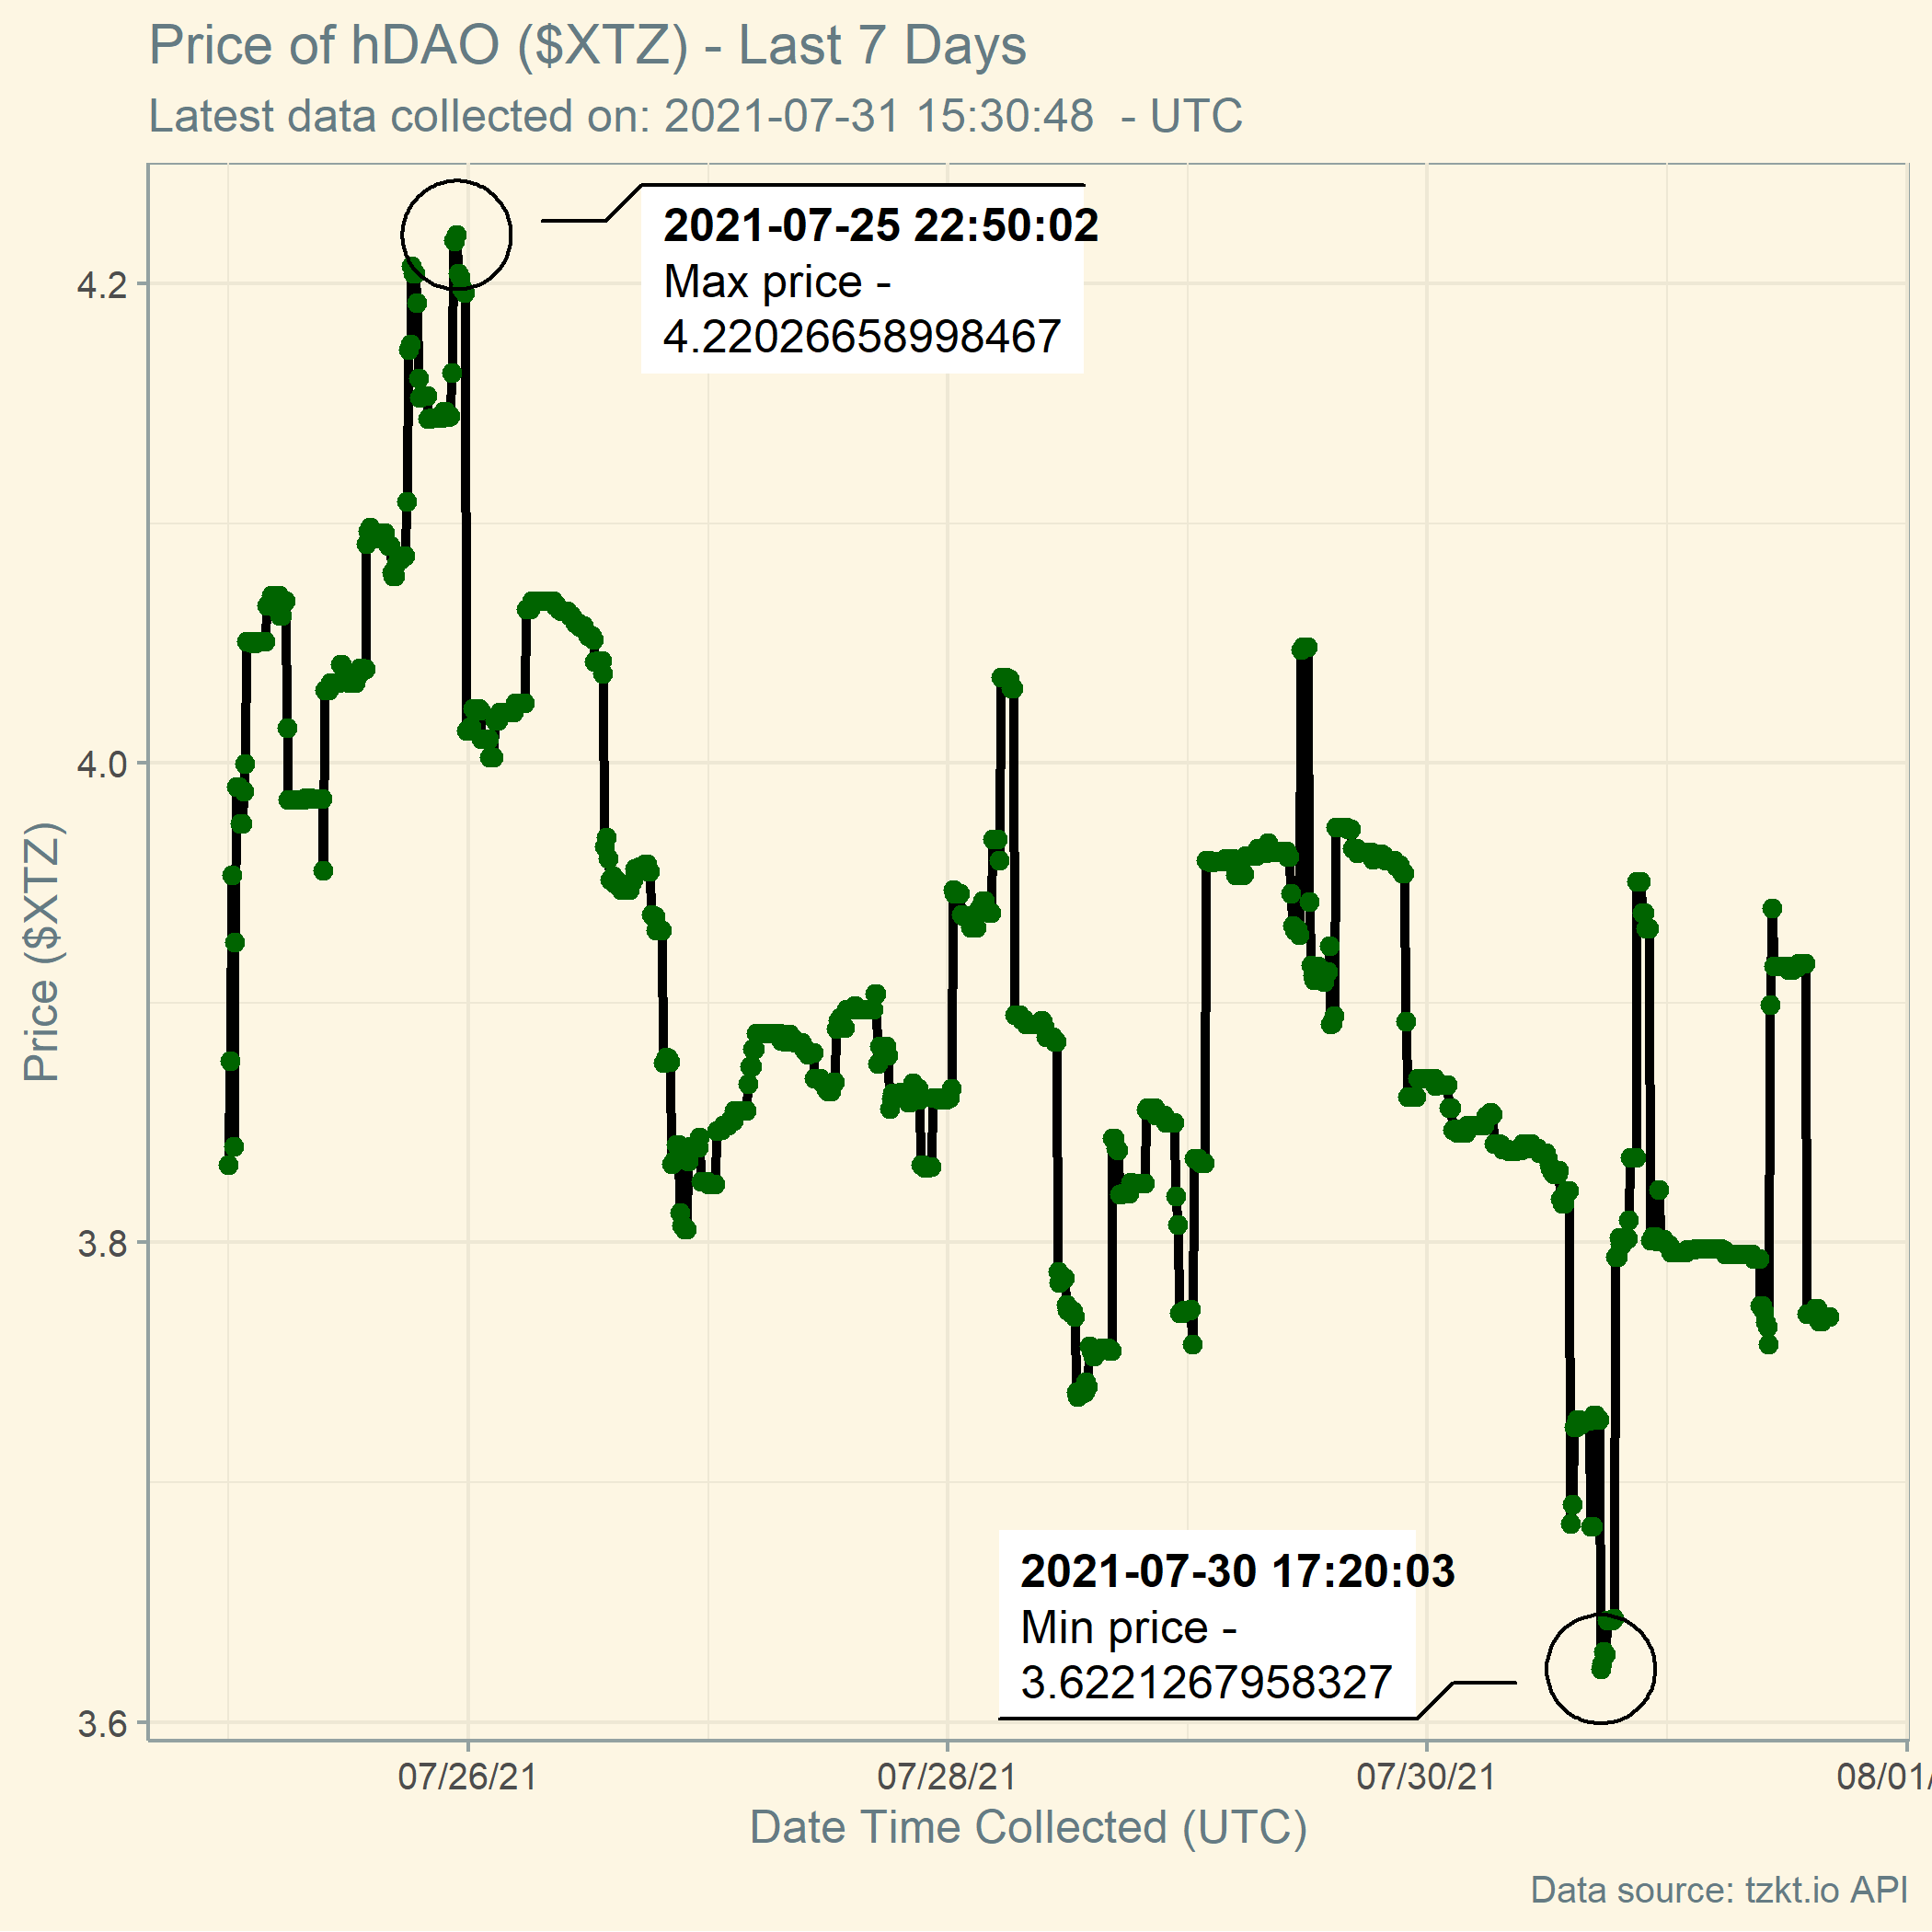 Price of hDAO ($XTZ) - Last 7 Days
Latest data collected on: 2021-07-31 15:30:48  - UTC
2021-07-25 22:50:02
Max price -
4.22026658998467
4.2
4.0
3.8
3.6
Price ($XTZ)
2021-07-30 17:20:03
Min price -
3.6221267958327
07/26/21
07/28/21
07/30/21
08/01/
Date Time Collected (UTC)
Data source: tzkt.io API